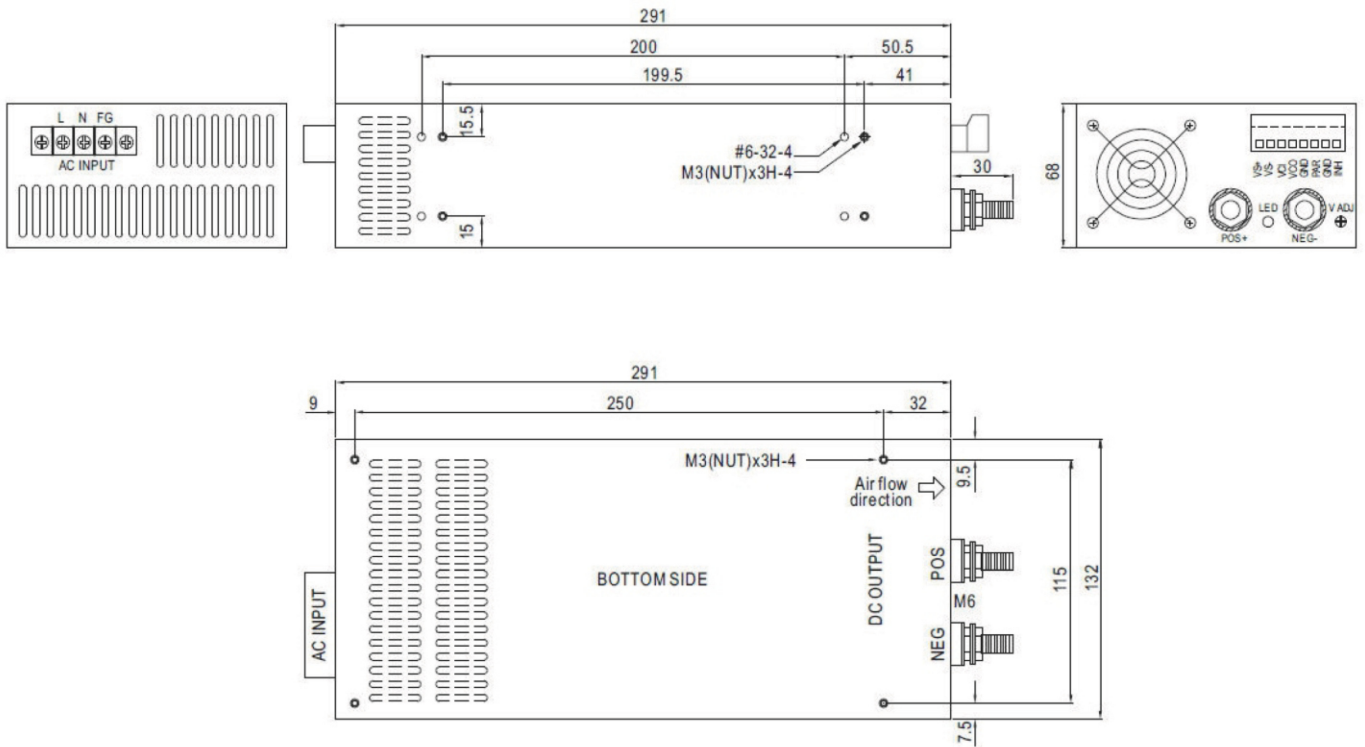 291
200 50.5
199.5 41
L N FG
AC INPUT
15.5
#6-32-4
M3(NUT)x3H-4
15
30
68
VS+
VS-
VCI
VCO
GND
PAR
GND
INH
LED
V ADJ
POS+
NEG-
291
9 250 32
M3(NUT)x3H-4
9.5
Air flow
direction
AC INPUT
BOTTOM SIDE
DC OUTPUT
POS
M6
NEG
115
132
7.5